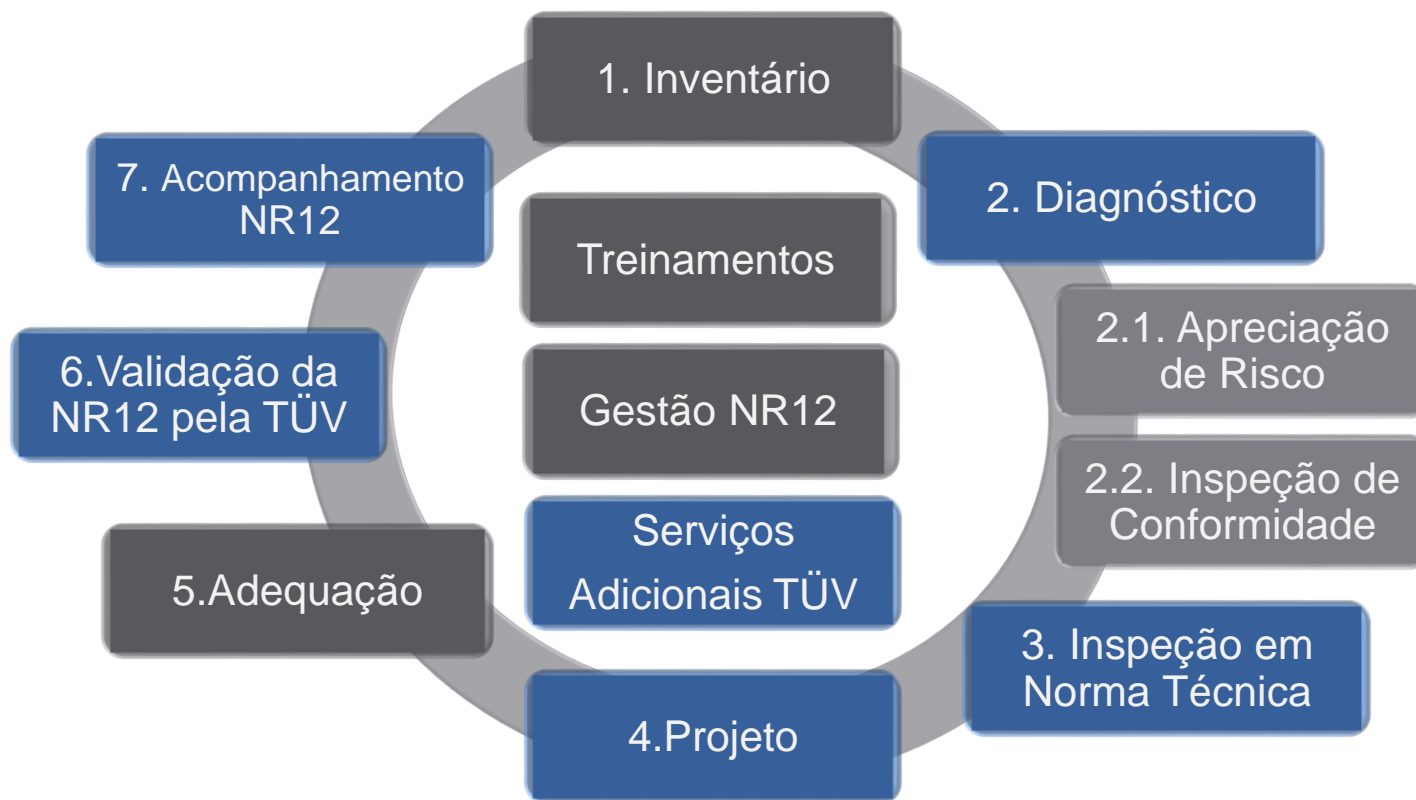 1. Inventário
2. Diagnóstico
2.1. Apreciação
de Risco
2.2. Inspeção de
Conformidade
3. Inspeção em
Norma Técnica
4.Projeto
5.Adequação
6.Validação da
NR12 pela TÜV
7. Acompanhamento
NR12
Treinamentos
Gestão NR12
Serviços
Adicionais TÜV